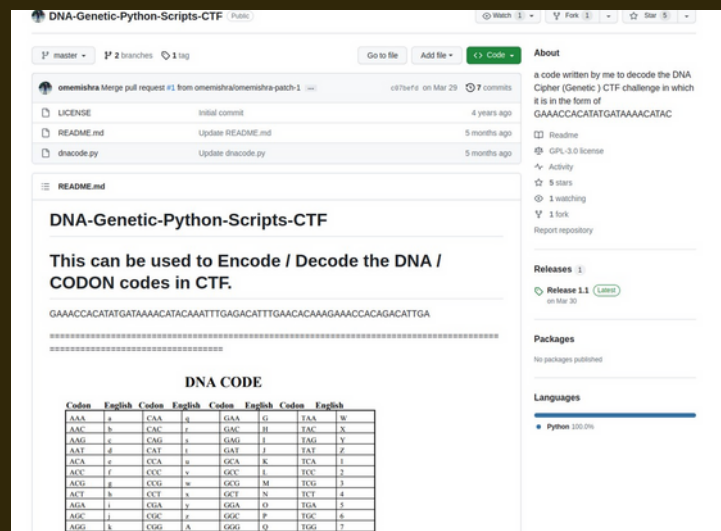 DNA-Genetic-Python-Scripts-CTF Public
Watch 1
Fork 1
Star 5
master
2 branches
1 tag
Go to file
Add file
<> Code
omemishra Merge pull request #1 from omemishra/omemishra-patch-1 ...
c87befd on Mar 29
7 commits
LICENSE Initial commit 4 years ago
README.md Update README.md 5 months ago
dnacode.py Update dnacode.py 5 months ago
README.md
DNA-Genetic-Python-Scripts-CTF
This can be used to Encode / Decode the DNA /
CODON codes in CTF.
GAAACCACATATGATAAAACATACAAATTTGAGACATTTGAACACAAAGAAACCACAGACATTGA
DNA CODE
Codon English Codon English Codon English Codon English
AAA a CAA q GAA G TAA W
AAC b CAC r GAC H TAC X
AAG c CAG s GAG I TAG Y
AAT d CAT t GAT J TAT Z
ACA e CCA u GCA K TCA 1
ACC f CCC v GCC L TCC 2
ACG g CCG w GCG M TCG 3
ACT h CCT x GCT N TCT 4
AGA i CGA y GGA O TGA 5
AGC j CGC z GGC P TGC 6
AGG k CGG A GGG Q TGG 7
About
a code written by me to decode the DNA
Cipher (Genetic ) CTF challenge in which
it is in the form of
GAAACCACATATGATAAAACATAC
Readme
GPL-3.0 license
Activity
5 stars
1 watching
1 fork
Report repository
Releases 1
Release 1.1 Latest
on Mar 30
Packages
No packages published
Languages
Python 100.0%